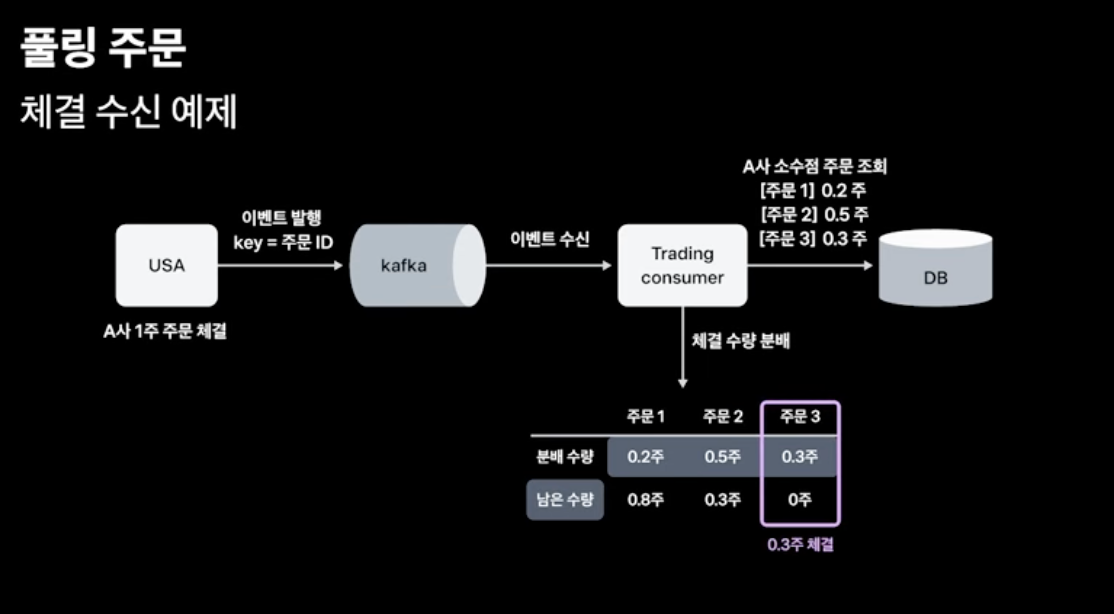 풀링 주문
체결 수신 예제
A사 소수점 주문 조회
[주문 1] 0.2 주
[주문 2] 0.5 주
[주문 3] 0.3 주
이벤트 발행
key = 주문 ID
이벤트 수신
USA
kafka
Trading
consumer
DB
A사 1주 주문 체결
체결 수량 분배
주문 1 주문 2 주문 3
분배 수량 0.2주 0.5주 0.3주
남은 수량 0.8주 0.3주 0주
0.3주 체결